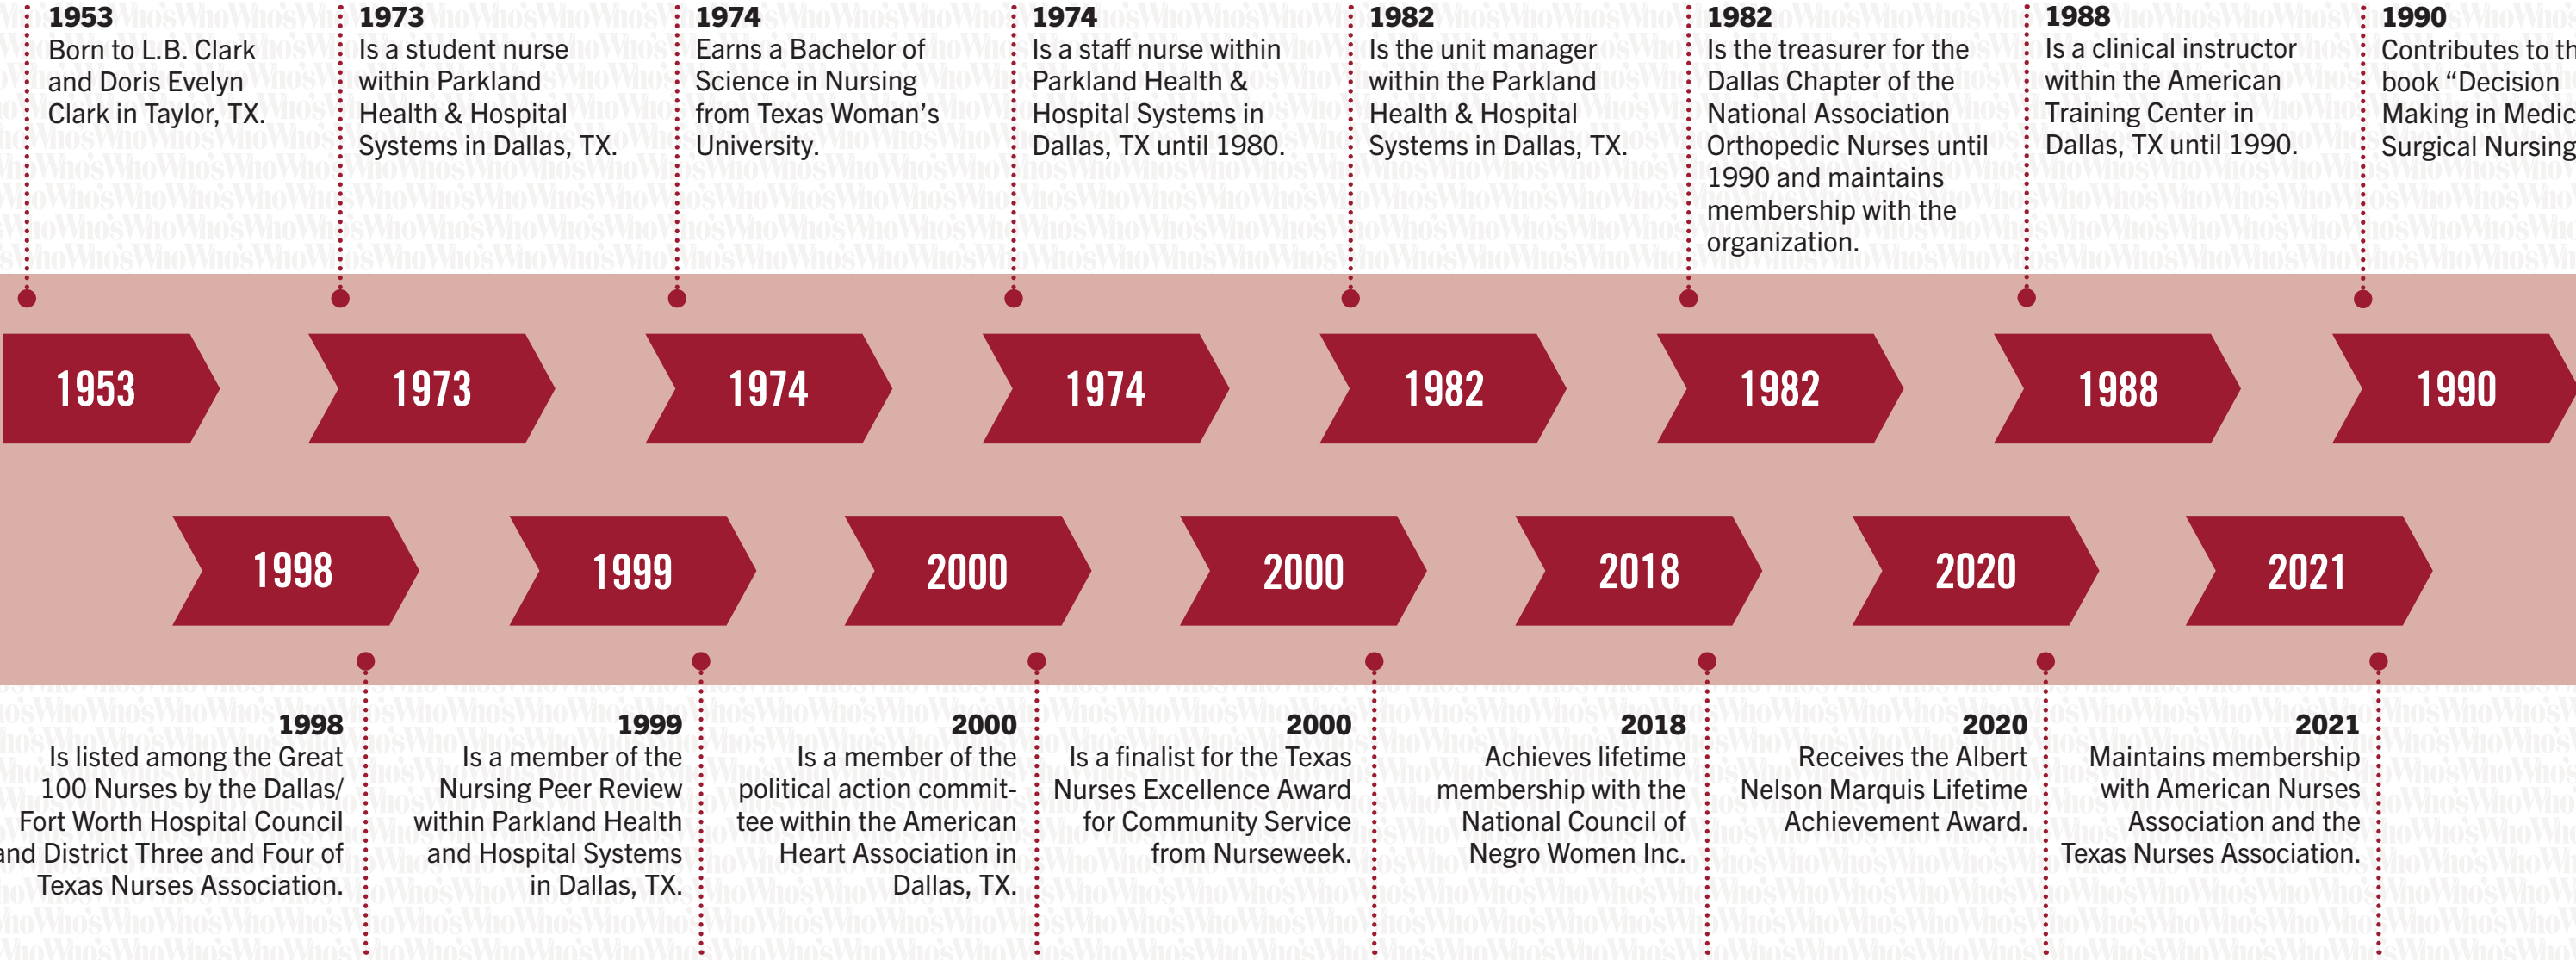 1953
Born to L.B. Clark
and Doris Evelyn
Clark in Taylor, TX.
1973
Is a student nurse
within Parkland
Health & Hospital
Systems in Dallas, TX.
1974
Earns a Bachelor of
Science in Nursing
from Texas Woman’s
University.
1974
Is a staff nurse within
Parkland Health &
Hospital Systems in
Dallas, TX until 1980.
1982
Is the unit manager
within the Parkland
Health & Hospital
Systems in Dallas, TX.
1982
Is the treasurer for the
Dallas Chapter of the
National Association
Orthopedic Nurses until
1990 and maintains
membership with the
organization.
1988
Is a clinical instructor
within the American
Training Center in
Dallas, TX until 1990.
1990
Contributes to
book “Decision
Making in
Surgical Nursing
1953
1973
1974
1974
1982
1982
1988
1990
1998
1999
2000
2000
2018
2020
2021
1998
Is listed among the Great
100 Nurses by the Dallas/
Fort Worth Hospital Council
and District Three and Four of
Texas Nurses Association.
1999
Is a member of the
Nursing Peer Review
within Parkland Health
and Hospital Systems
in Dallas, TX.
2000
Is a member of the
political action commit-
tee within the American
Heart Association in
Dallas, TX.
2000
Is a finalist for the Texas
Nurses Excellence Award
for Community Service
from Nurseweek.
2018
Achieves lifetime
membership with the
National Council of
Negro Women Inc.
2020
Receives the Albert
Nelson Marquis Lifetime
Achievement Award.
2021
Maintains membership
with American Nurses
Association and the
Texas Nurses Association.